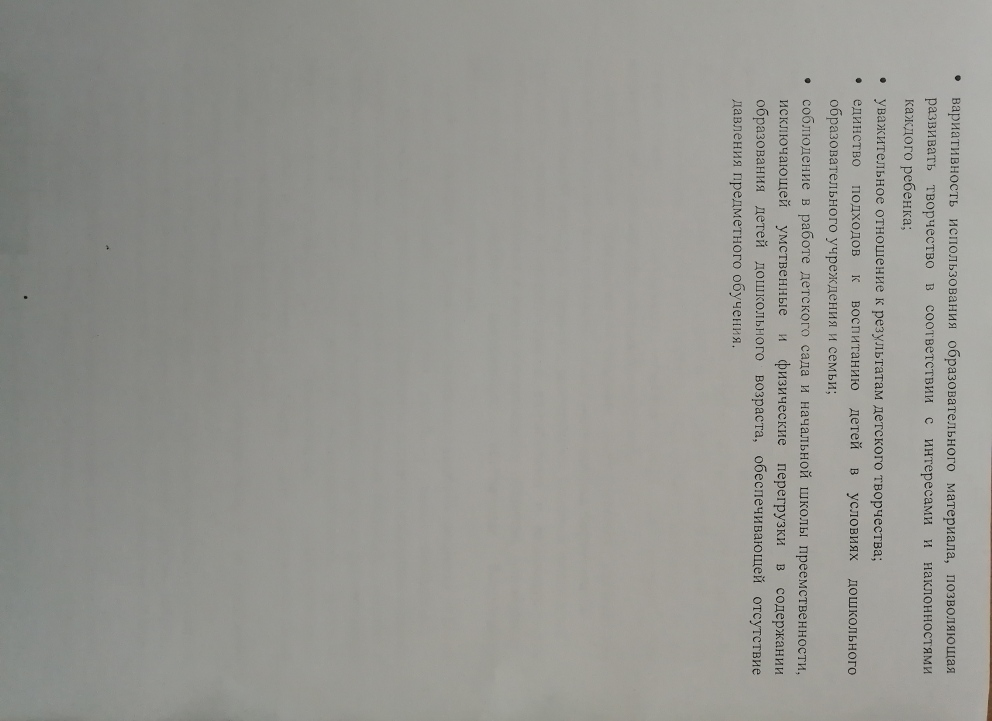 • вариативность использования образовательного материала, позволяющая
развивать творчество в соответствии с интересами и наклонностями
каждого ребенка;
• уважительное отношение к результатам детского творчества;
• единство подходов к воспитанию детей в условиях дошкольного
образовательного учреждения и семьи;
• соблюдение в работе детского сада и начальной школы преемственности,
исключающей умственные и физические перегрузки в содержании
образования детей дошкольного возраста, обеспечивающей отсутствие
давления предметного обучения.